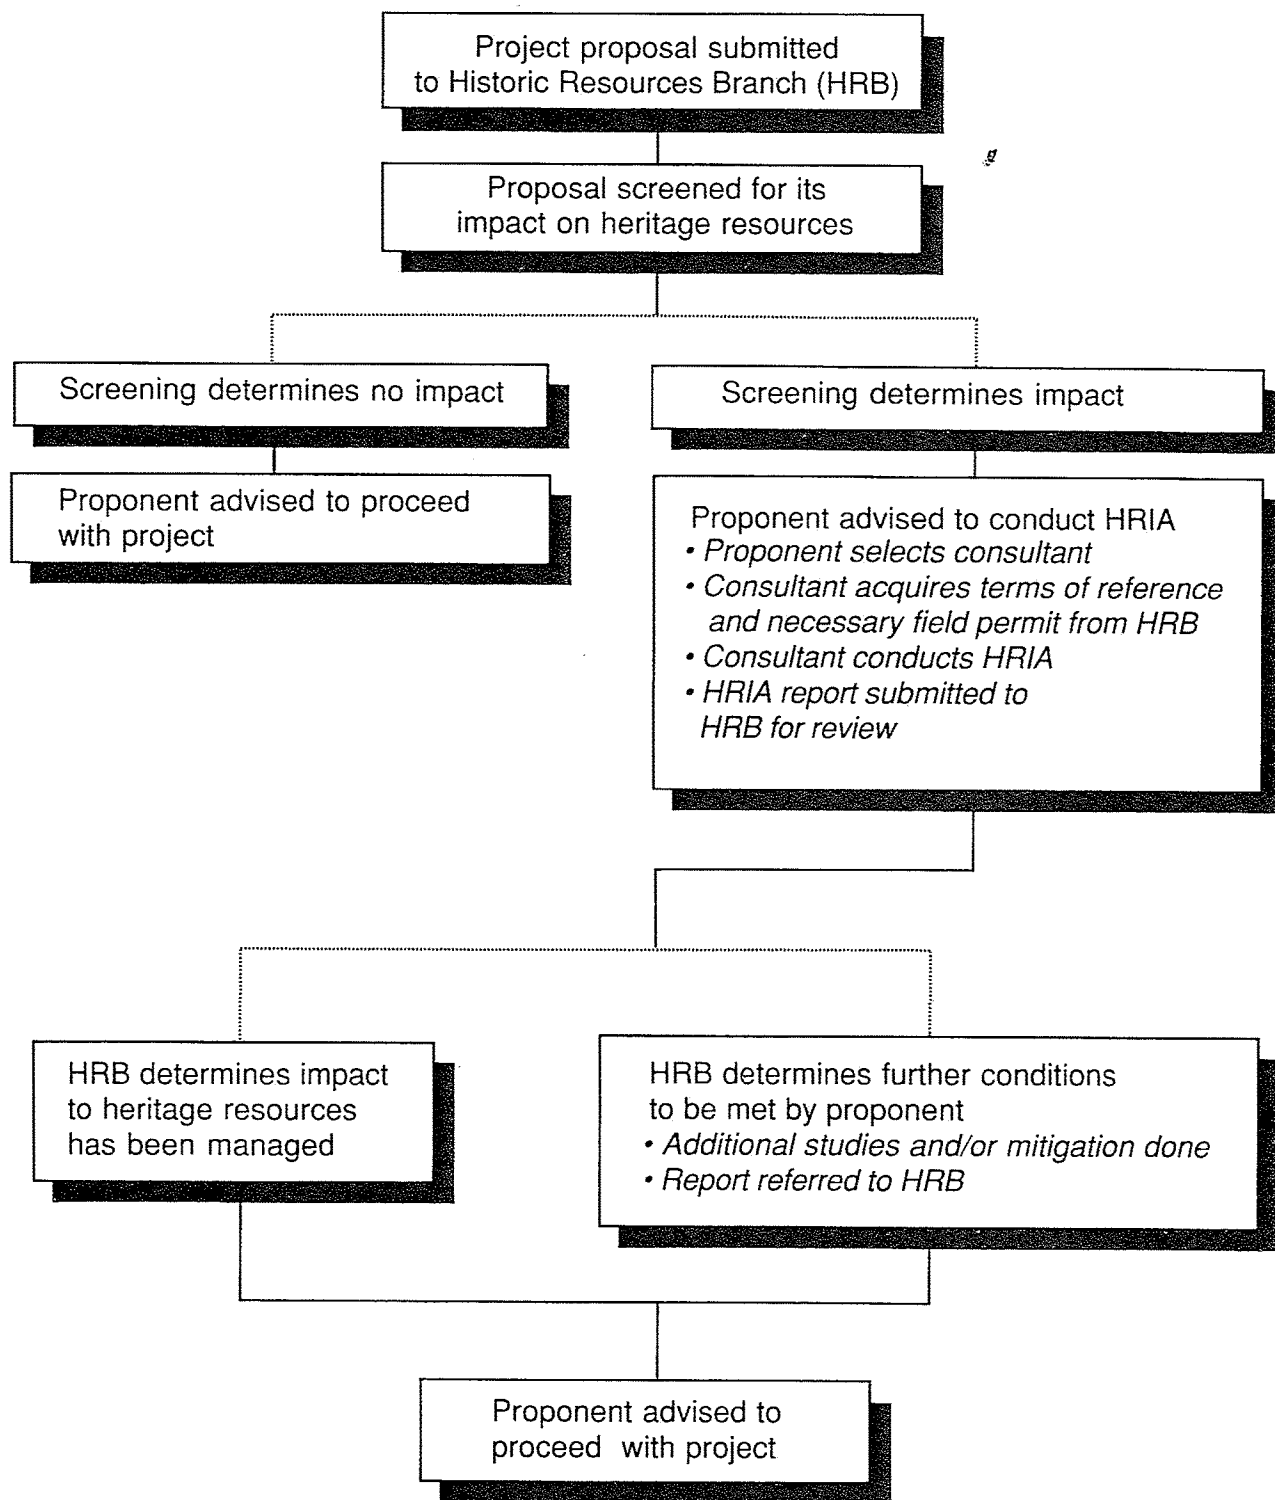 Project proposal submitted
to Historic Resources Branch (HRB)
Proposal screened for its
impact on heritage resources
Screening determines no impact
Proponent advised to proceed
with project
Screening determines impact
Proponent advised to conduct HRIA
• Proponent selects consultant
• Consultant acquires terms of reference
and necessary field permit from HRB
• Consultant conducts HRIA
• HRIA report submitted to
HRB for review
HRB determines impact
to heritage resources
has been managed
HRB determines further conditions
to be met by proponent
• Additional studies and/or mitigation done
• Report referred to HRB
Proponent advised to
proceed with project